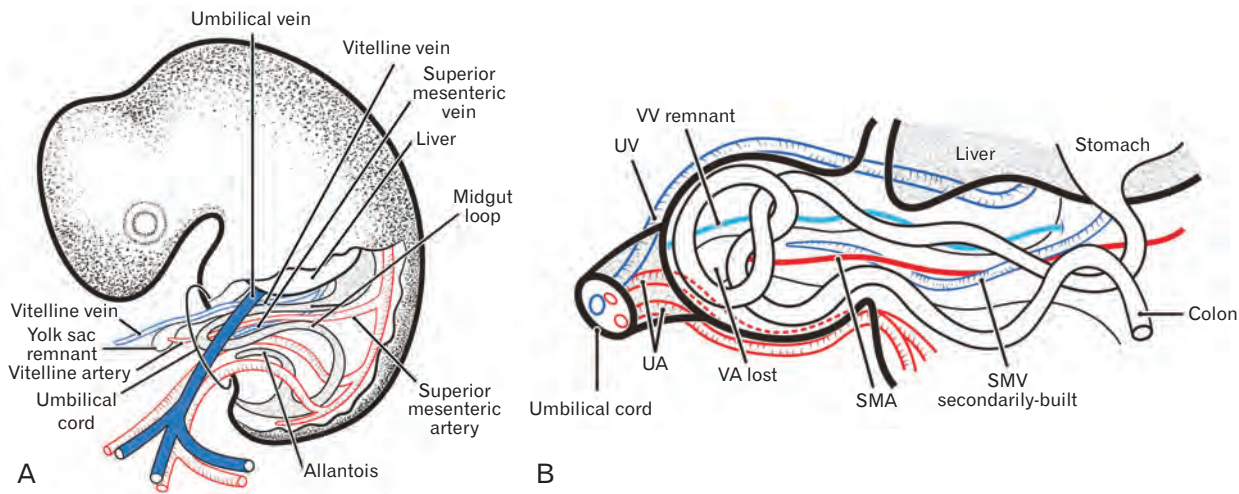 Umbilical vein
Vitelline vein
Superior
mesenteric
vein
Liver
Midgut
loop
Vitelline vein
Yolk sac
remnant
Vitelline artery
Umbilical
cord
Superior
mesenteric
artery
Allantois
A
VV remnant
UV
Liver
Stomach
Colon
UA
VA lost
SMA
SMV
secondarily-built
Umbilical cord
B